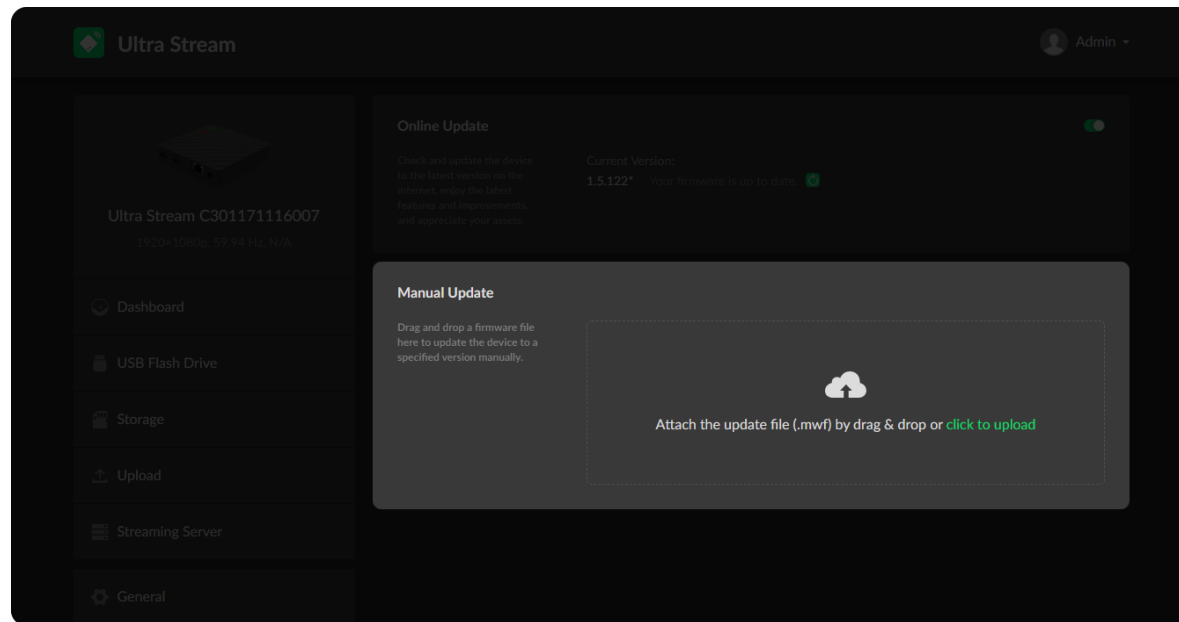 Ultra Stream
Admin
Online Update
Check and update the device
to the latest version on the
internet, enjoy the latest
features and improvements,
and appreciate your assets.
Current Version:
1.5.122* Your firmware is up to date.
Ultra Stream C301171116007
1920×1080p, 59.94 Hz, N/A
Dashboard
USB Flash Drive
Storage
Upload
Streaming Server
General
Manual Update
Drag and drop a firmware file
here to update the device to a
specified version manually.
Attach the update file (.mwf) by drag & drop or click to upload